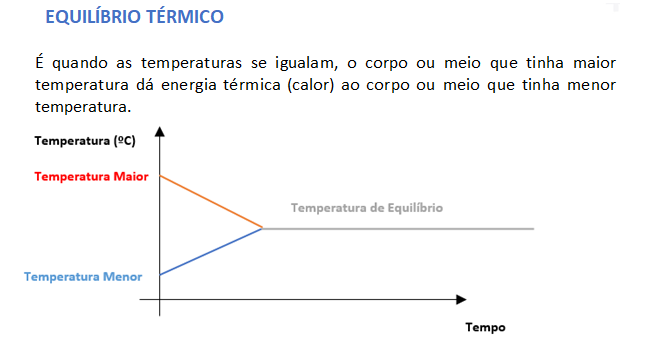 EQUILÍBRIO TÉRMICO
É quando as temperaturas se igualam, o corpo ou meio que tinha maior
temperatura dá energia térmica (calor) ao corpo ou meio que tinha menor
temperatura.
Temperatura (ºC)
Temperatura Maior
Temperatura de Equilíbrio
Temperatura Menor
Tempo